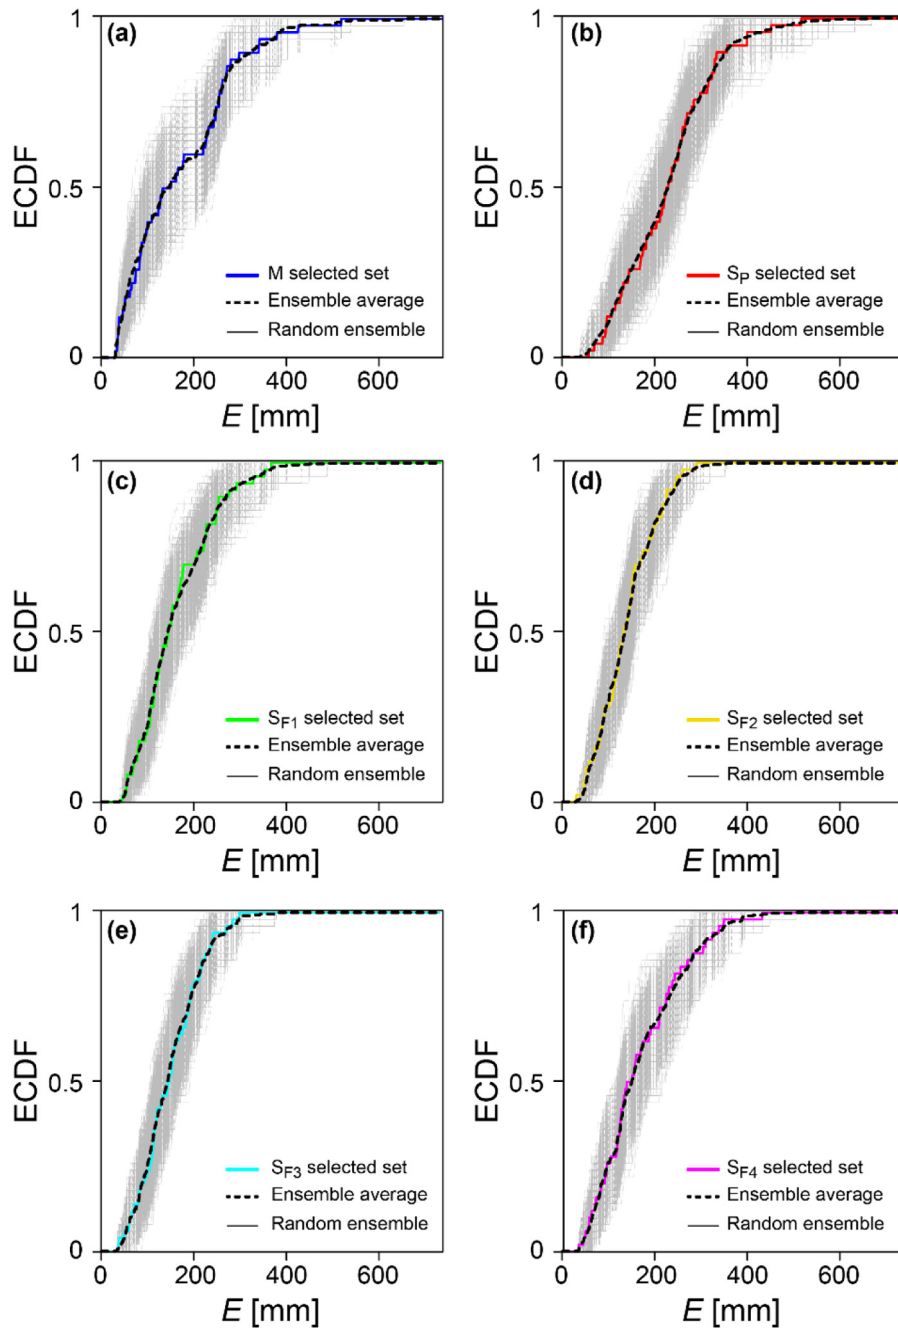 (a)
1
0.5
0
ECDF
M selected set
Ensemble average
Random ensemble
0 200 400 600
E [mm]
(b)
1
0.5
0
ECDF
SP selected set
Ensemble average
Random ensemble
0 200 400 600
E [mm]
(c)
1
0.5
0
ECDF
SF1 selected set
Ensemble average
Random ensemble
0 200 400 600
E [mm]
(d)
1
0.5
0
ECDF
SF2 selected set
Ensemble average
Random ensemble
0 200 400 600
E [mm]
(e)
1
0.5
0
ECDF
SF3 selected set
Ensemble average
Random ensemble
0 200 400 600
E [mm]
(f)
1
0.5
0
ECDF
SF4 selected set
Ensemble average
Random ensemble
0 200 400 600
E [mm]